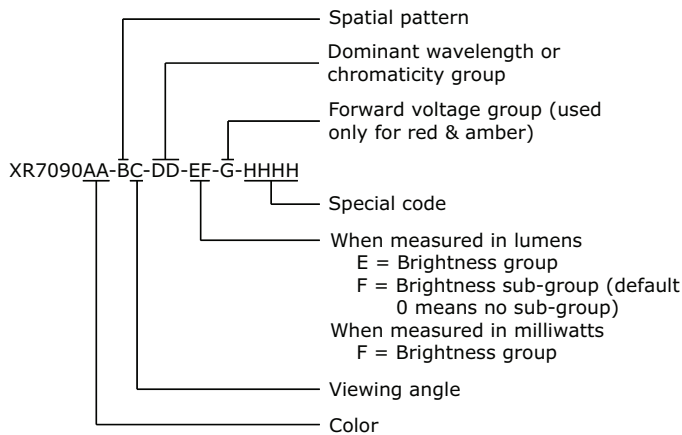 Spatial pattern
Dominant wavelength or
chromaticity group
Forward voltage group (used
only for red & amber)
XR7090AA-BC-DD-EF-G-HHHH
Special code
When measured in lumens
E = Brightness group
F = Brightness sub-group (default
0 means no sub-group)
When measured in milliwatts
F = Brightness group
Viewing angle
Color